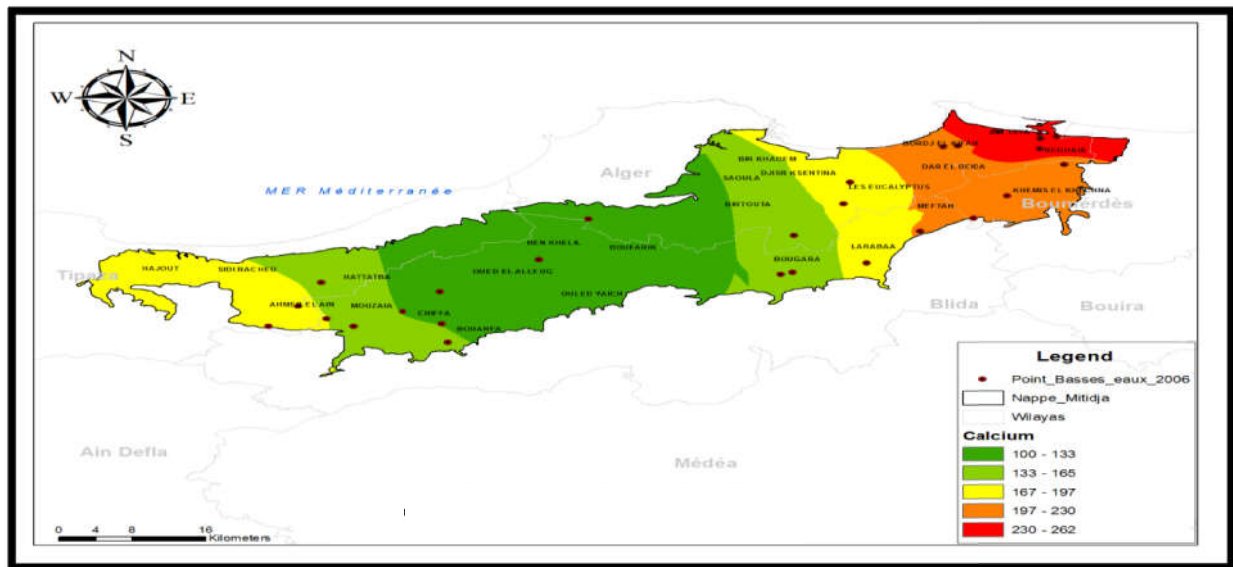 N
W E
S
MER Méditerranée
Alger
BIR KHADEM
SAOULA
DJISR KSENTINA
BIRTOUTA
LES EUCALYPTUS
DAR EL BEIDA
KHEMIS EL KHECHNA
Boumérdès
MEFTAH
LARABAA
BOUGARA
BEN KHELIL
BOUFARIK
OUED EL ALLEUG
OULED YAICH
Tipaza
HAJOUT
SIDI RACHED
HATTATBA
AHMER EL AIN
MOUZAIA
CHIFFA
Blida
Bouira
Ain Defla
Médéa
Legend
Point_Basses_eaux_2006
Nappe_Mitidja
Wilayas
Calcium
100 - 133
133 - 165
167 - 197
197 - 230
230 - 262
0 4 8 16
Kilometers